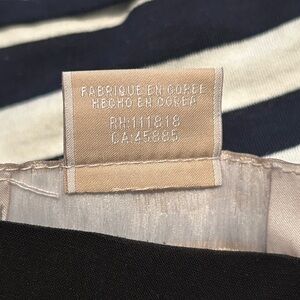 FABRIQUE EN COREE
HECHO EN COREA
RN:111818
CA:45885